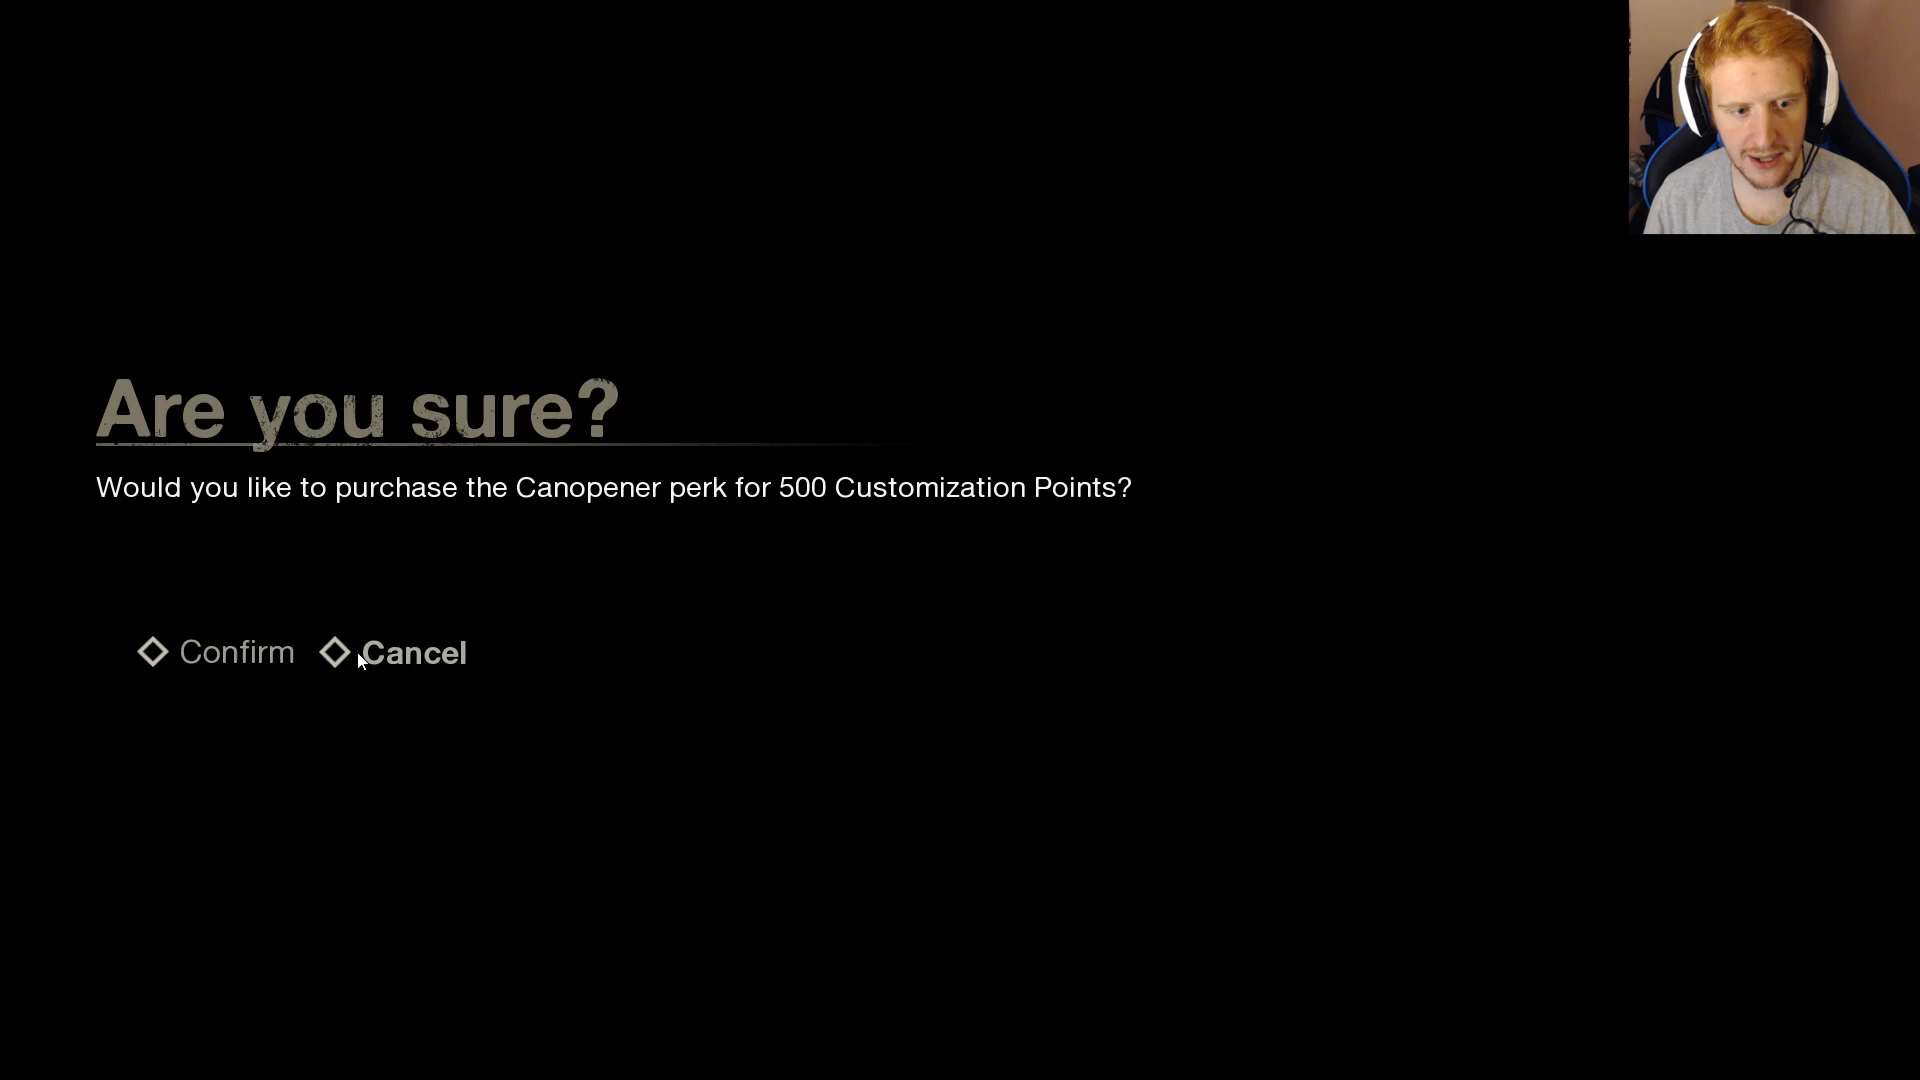 Are you sure?
Would you like to purchase the Canopener perk for 500 Customization Points?
Confirm Cancel